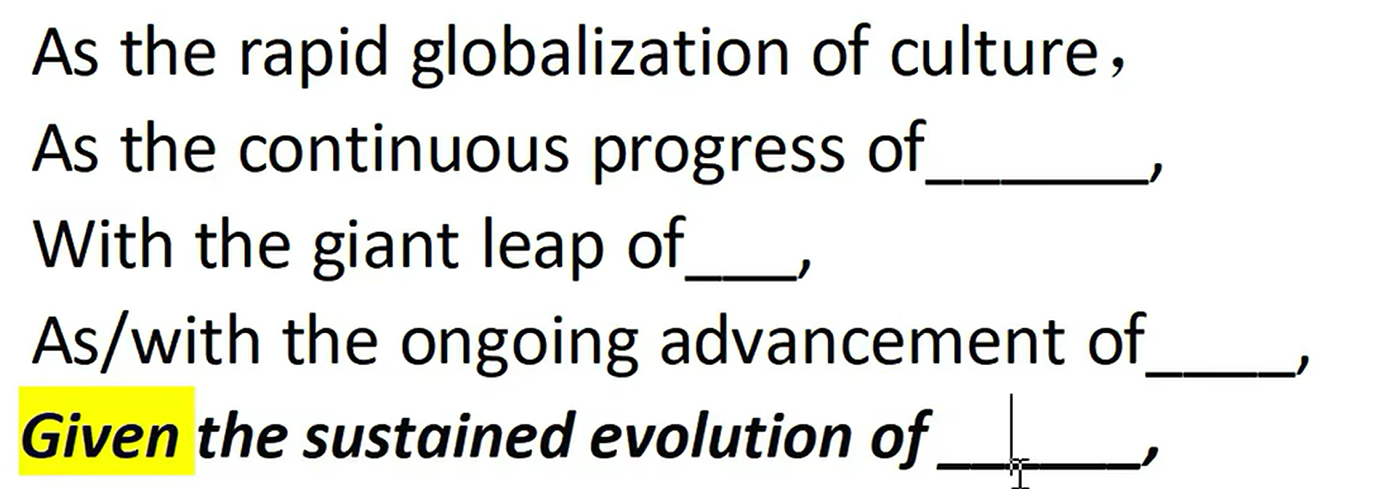 As the rapid globalization of culture，
As the continuous progress of______,
With the giant leap of___,
As/with the ongoing advancement of____,
Given the sustained evolution of ______,